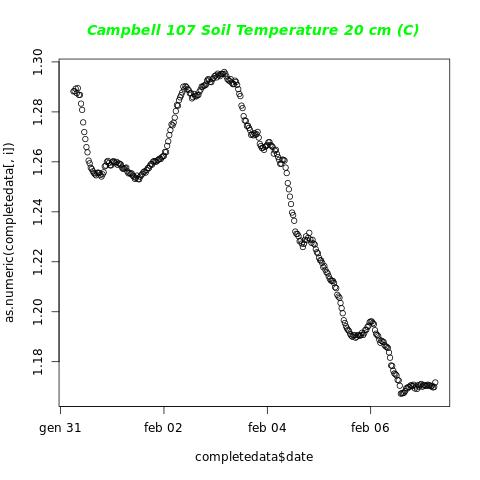 Campbell 107 Soil Temperature 20 cm (C)
as.numeric(completedata[, i])
1.30
1.28
1.26
1.24
1.22
1.20
1.18
gen 31 feb 02 feb 04 feb 06
completedata$date